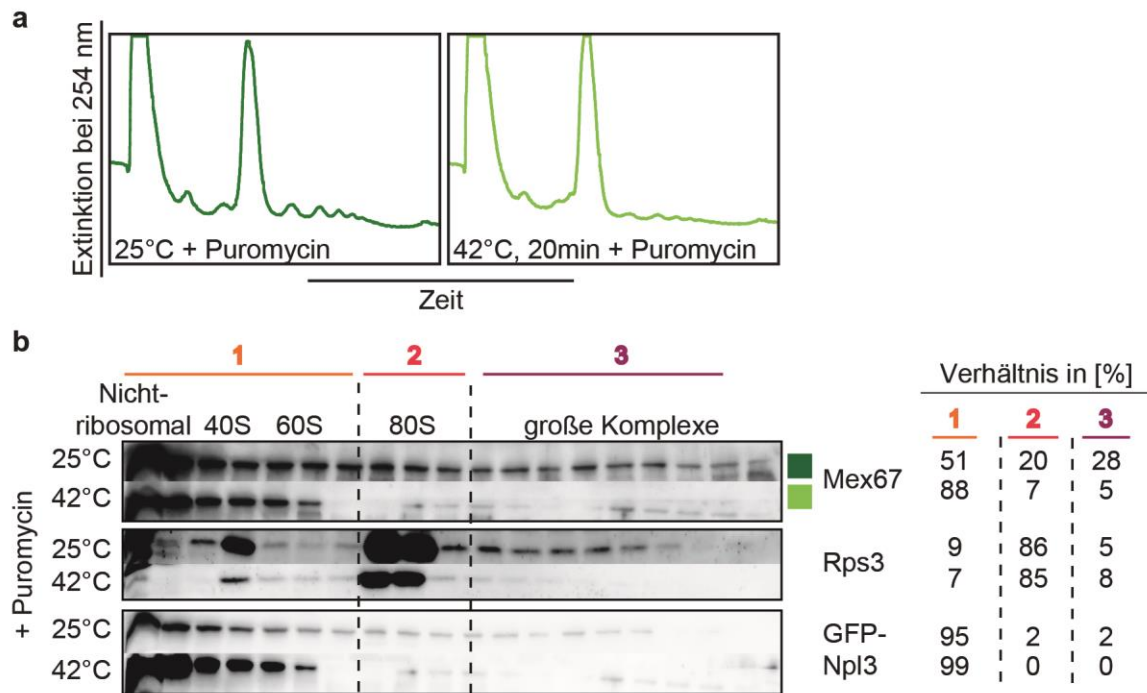 a
Extinktion bei 254 nm
25°C + Puromycin
42°C, 20min + Puromycin
Zeit
b
1 2 3
Nicht-
ribosomal 40S 60S 80S große Komplexe
Verhältnis in [%]
1 2 3
+ Puromycin
25°C
42°C
Mex67
51 20 28
88 7 5
25°C
42°C
Rps3
9 86 5
7 85 8
25°C
42°C
GFP-
Npl3
95 2 2
99 0 0